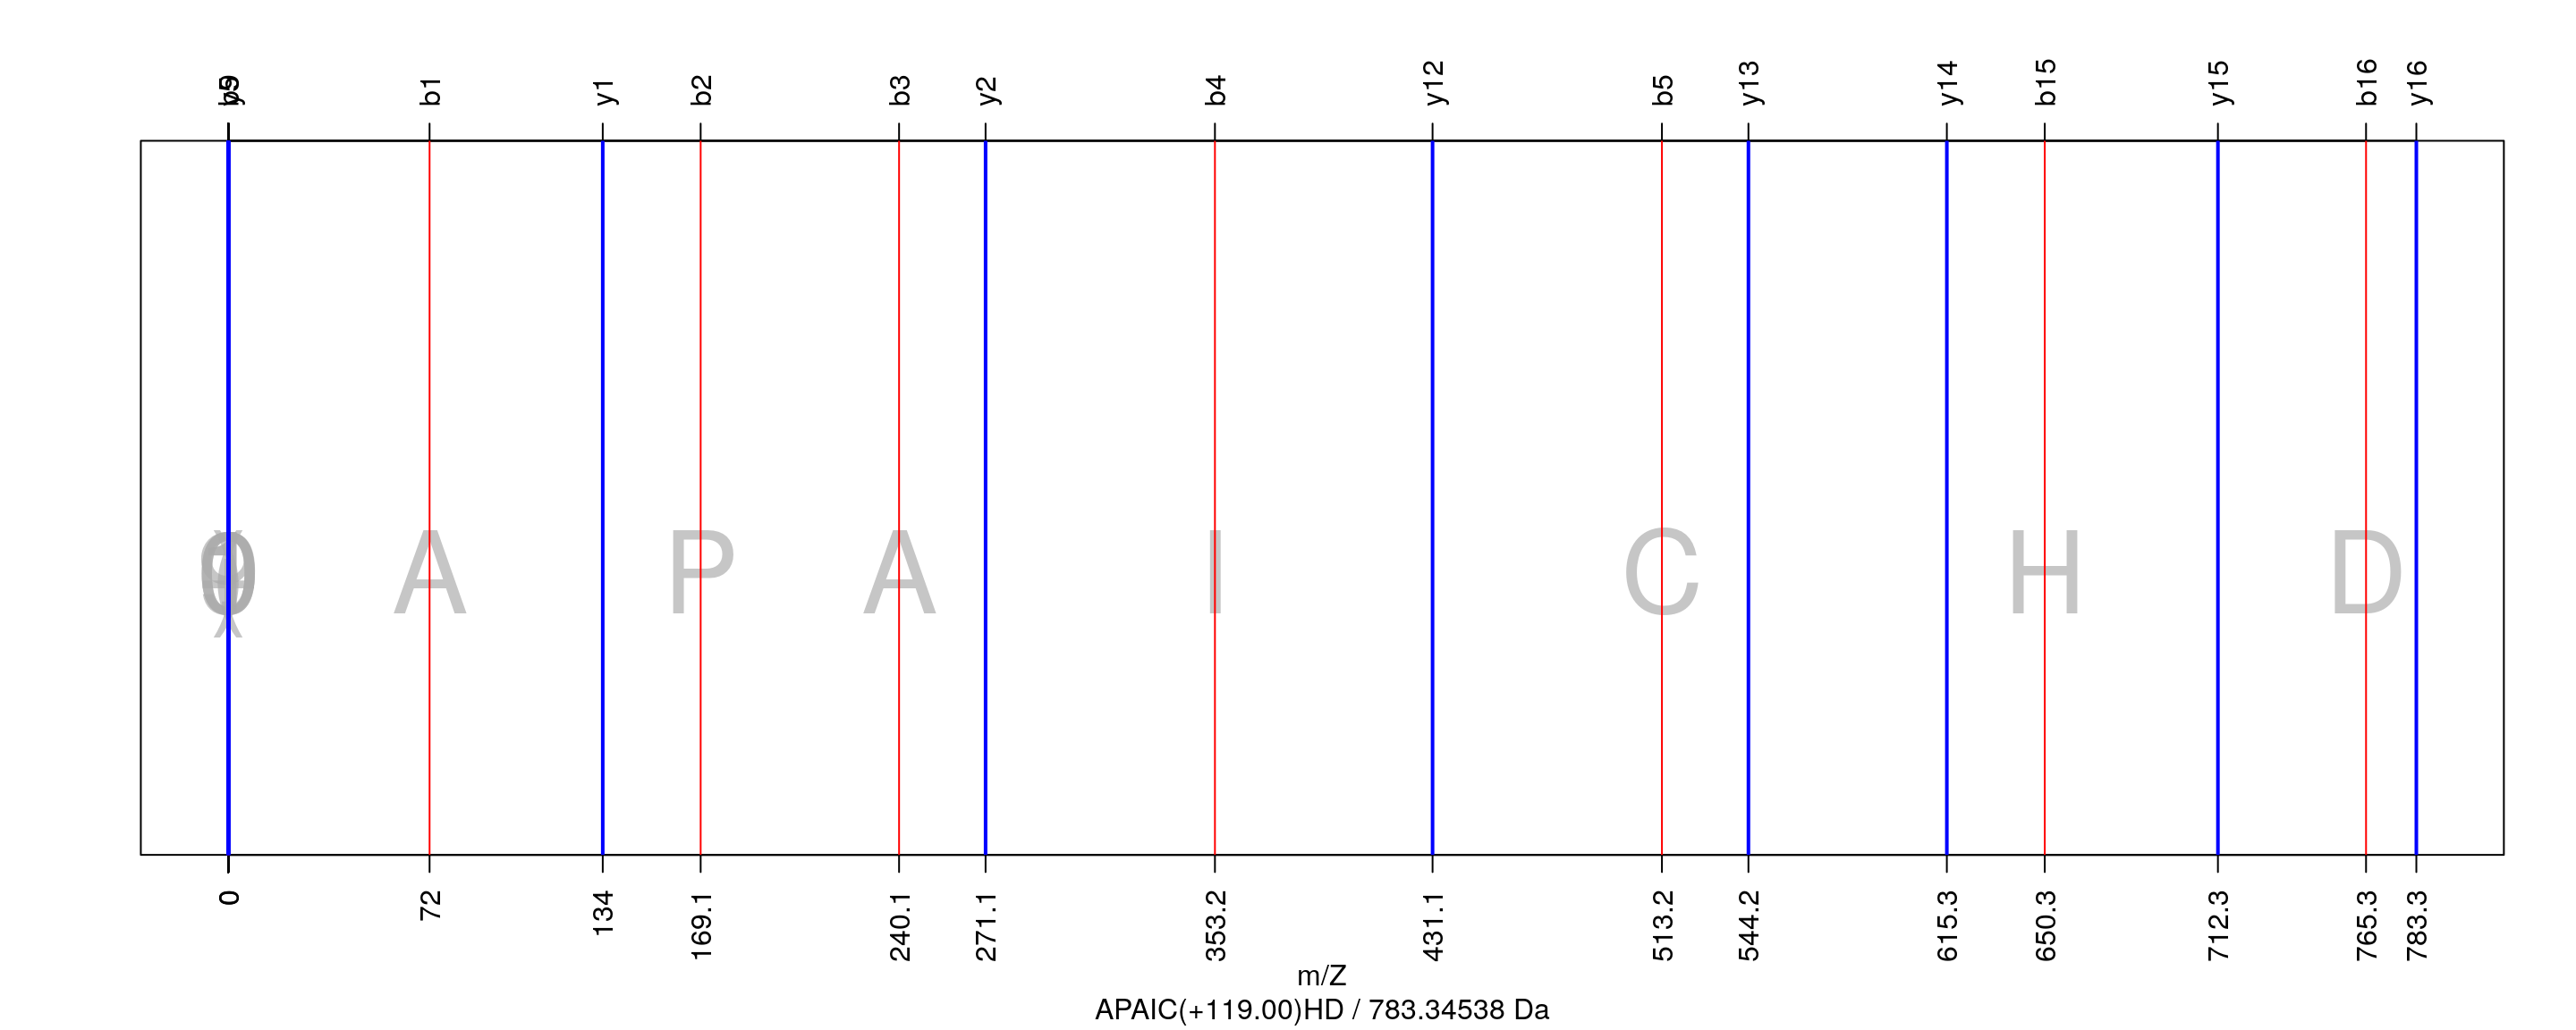 b1 y1 b2 b3 y2 b4 y12 b5 y13 y14 b15 y15 b16 y16
A P A I C H D
0 72 134 169.1 240.1 271.1 353.2 431.1 513.2 544.2 615.3 650.3 712.3 765.3 783.3
m/Z
APAIC(+119.00)HD / 783.34538 Da